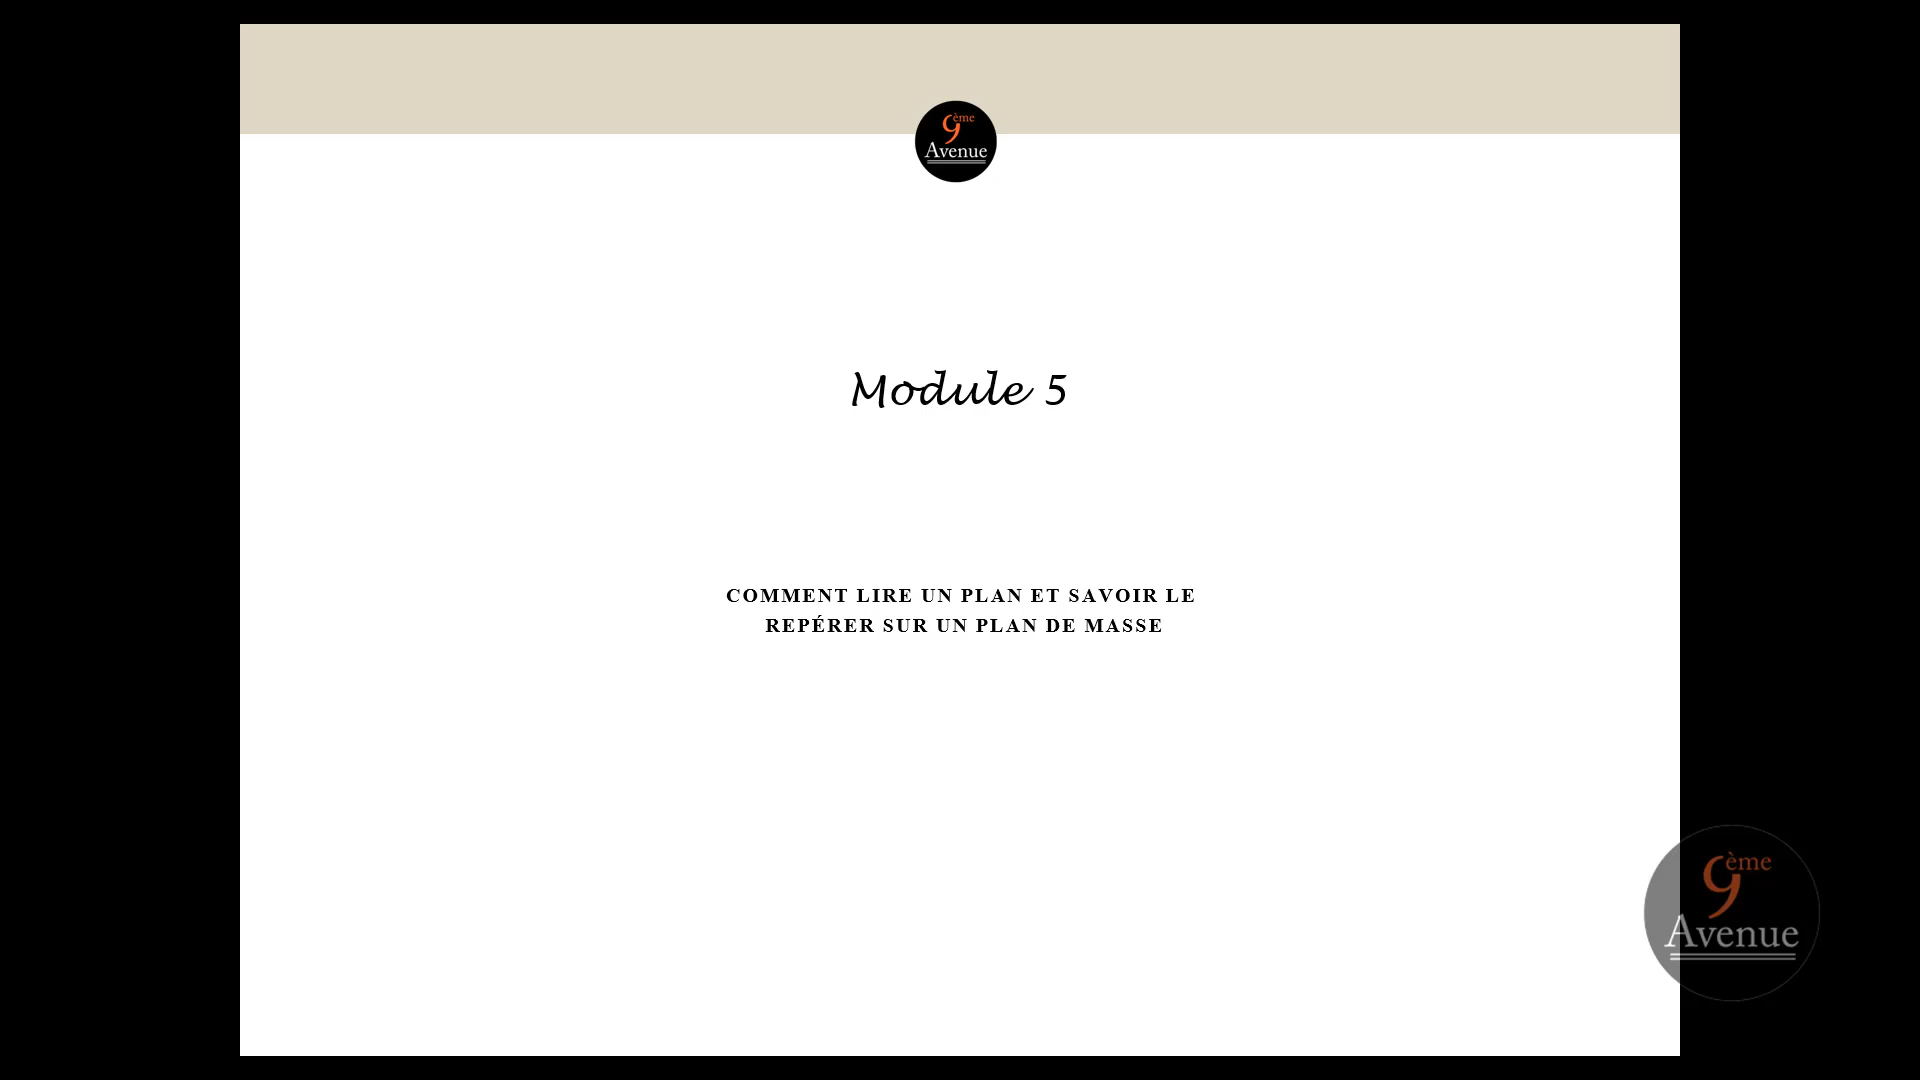 9ème
Avenue
Module 5
COMMENT LIRE UN PLAN ET SAVOIR LE
REPÉRER SUR UN PLAN DE MASSE
9ème
Avenue